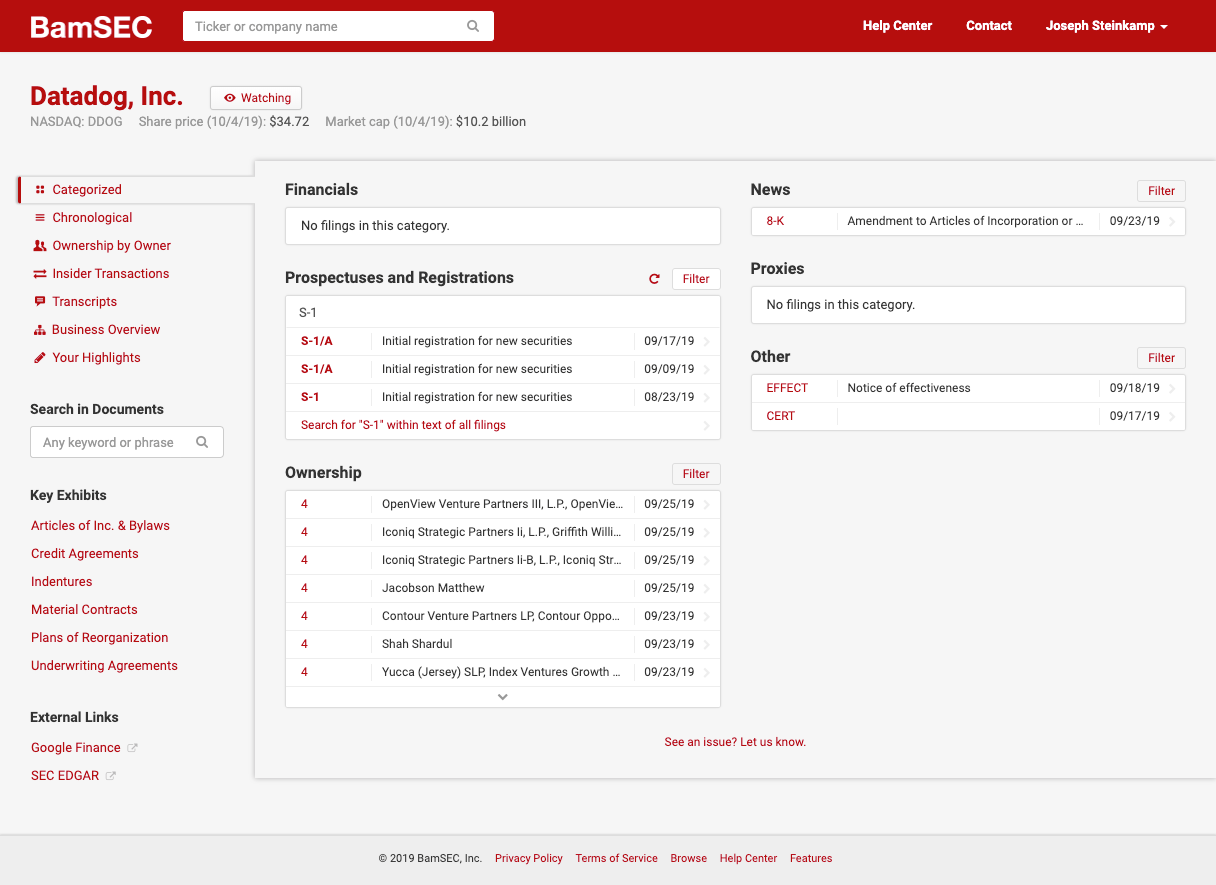 BamSEC
Ticker or company name
Help Center
Contact
Joseph Steinkamp
Datadog, Inc.
Watching
NASDAQ: DDOG Share price (10/4/19): $34.72 Market cap (10/4/19): $10.2 billion
Categorized
Chronological
Ownership by Owner
Insider Transactions
Transcripts
Business Overview
Your Highlights
Search in Documents
Any keyword or phrase
Key Exhibits
Articles of Inc. & Bylaws
Credit Agreements
Indentures
Material Contracts
Plans of Reorganization
Underwriting Agreements
External Links
Google Finance
SEC EDGAR
Financials
No filings in this category.
Prospectuses and Registrations
Filter
S-1
S-1/A Initial registration for new securities 09/17/19
S-1/A Initial registration for new securities 09/09/19
S-1 Initial registration for new securities 08/23/19
Search for "S-1" within text of all filings
Ownership
Filter
4 OpenView Venture Partners III, L.P., OpenVie... 09/25/19
4 Iconiq Strategic Partners Ii, L.P., Griffith Willi... 09/25/19
4 Iconiq Strategic Partners Ii-B, L.P., Iconiq Str... 09/25/19
4 Jacobson Matthew 09/25/19
4 Contour Venture Partners LP, Contour Oppo... 09/23/19
4 Shah Shardul 09/23/19
4 Yucca (Jersey) SLP, Index Ventures Growth ... 09/23/19
News
Filter
8-K Amendment to Articles of Incorporation or ... 09/23/19
Proxies
No filings in this category.
Other
Filter
EFFECT Notice of effectiveness 09/18/19
CERT 09/17/19
See an issue? Let us know.
© 2019 BamSEC, Inc. Privacy Policy Terms of Service Browse Help Center Features